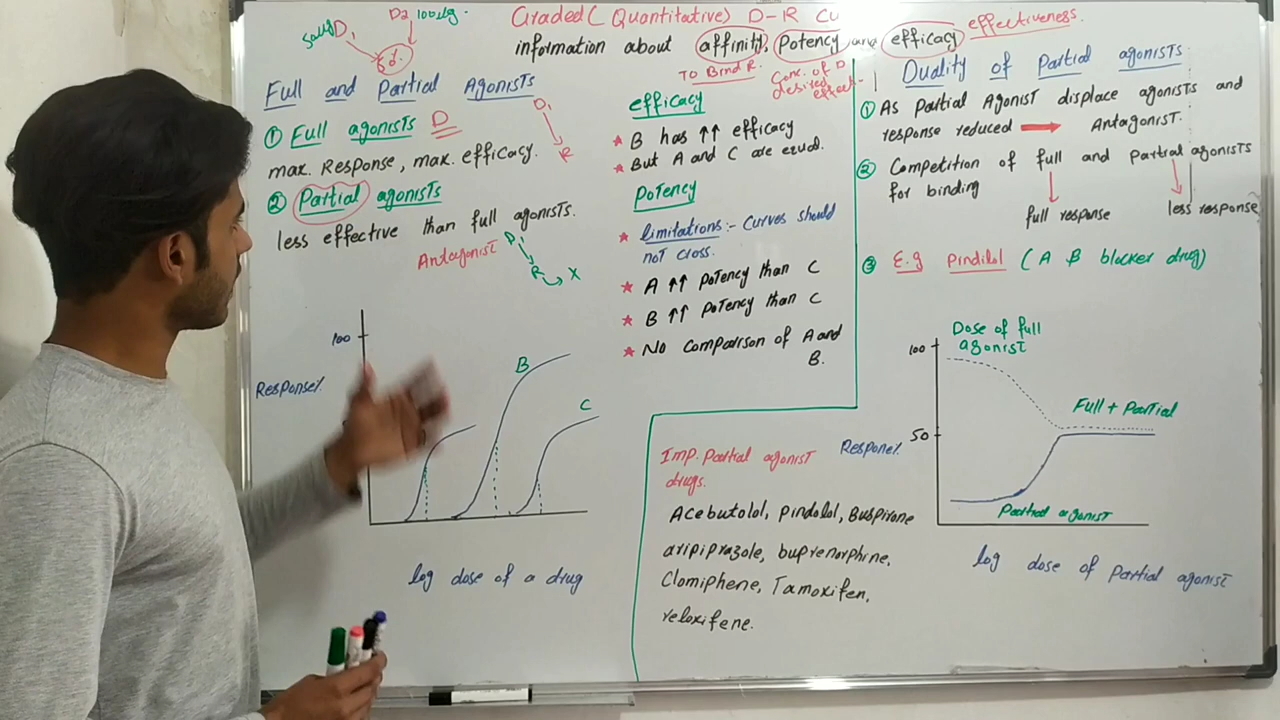 Graded (Quantitative) D-R Cu
information about affinity, Potency and efficacy effectiveness.
To Bind R.
Conc. of D
desired
effect
D1
D2 100ug.
Full and Partial Agonists
① Full agonists D
max. Response, max. efficacy.
D1
R
② Partial agonists
less effective than full agonists.
Antagonist
D
R
X
100
Response%
B
C
log dose of a drug
efficacy
* B has ↑↑ efficacy
* But A and C are equal.
Potency
* limitations:- Curves should
not cross.
* A ↑↑ potency than C
* B ↑↑ potency than C
* No comparison of A and
B.
Duality of Partial agonists
① As Partial Agonist displace agonists and
response reduced → Antagonist.
② Competition of full and partial agonists
for binding
full response
less response
③ E.g Pindilol (A β blocker drug)
Imp. Partial agonist
drugs.
Acebutolol, Pindolol, Buspirone
aripiprazole, buprenorphine,
Clomiphene, Tamoxifen,
reloxifene.
Dose of full
agonist
100
Full + Partial
50
Respone%
Partial agonist
log dose of Partial agonist